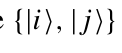 e {|i⟩, |j⟩}